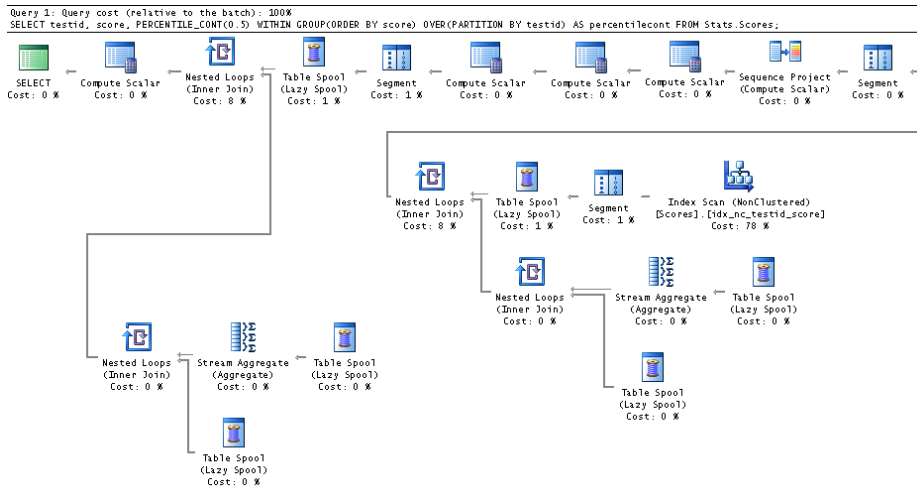 Query 1: Query cost (relative to the batch): 100%
SELECT testid, score, PERCENTILE_CONT(0.5) WITHIN GROUP(ORDER BY score) OVER(PARTITION BY testid) AS percentilecont FROM Stats.Scores;
SELECT
Cost: 0 %
Compute Scalar
Cost: 0 %
Nested Loops
(Inner Join)
Cost: 8 %
Table Spool
(Lazy Spool)
Cost: 1 %
Segment
Cost: 1 %
Compute Scalar
Cost: 0 %
Compute Scalar
Cost: 0 %
Compute Scalar
Cost: 0 %
Sequence Project
(Compute Scalar)
Cost: 0 %
Segment
Cost: 0 %
Nested Loops
(Inner Join)
Cost: 8 %
Table Spool
(Lazy Spool)
Cost: 1 %
Segment
Cost: 1 %
Index Scan (NonClustered)
[Scores].[idx_nc_testid_score]
Cost: 78 %
Nested Loops
(Inner Join)
Cost: 0 %
Stream Aggregate
(Aggregate)
Cost: 0 %
Table Spool
(Lazy Spool)
Cost: 0 %
Nested Loops
(Inner Join)
Cost: 0 %
Stream Aggregate
(Aggregate)
Cost: 0 %
Table Spool
(Lazy Spool)
Cost: 0 %
Table Spool
(Lazy Spool)
Cost: 0 %
Table Spool
(Lazy Spool)
Cost: 0 %